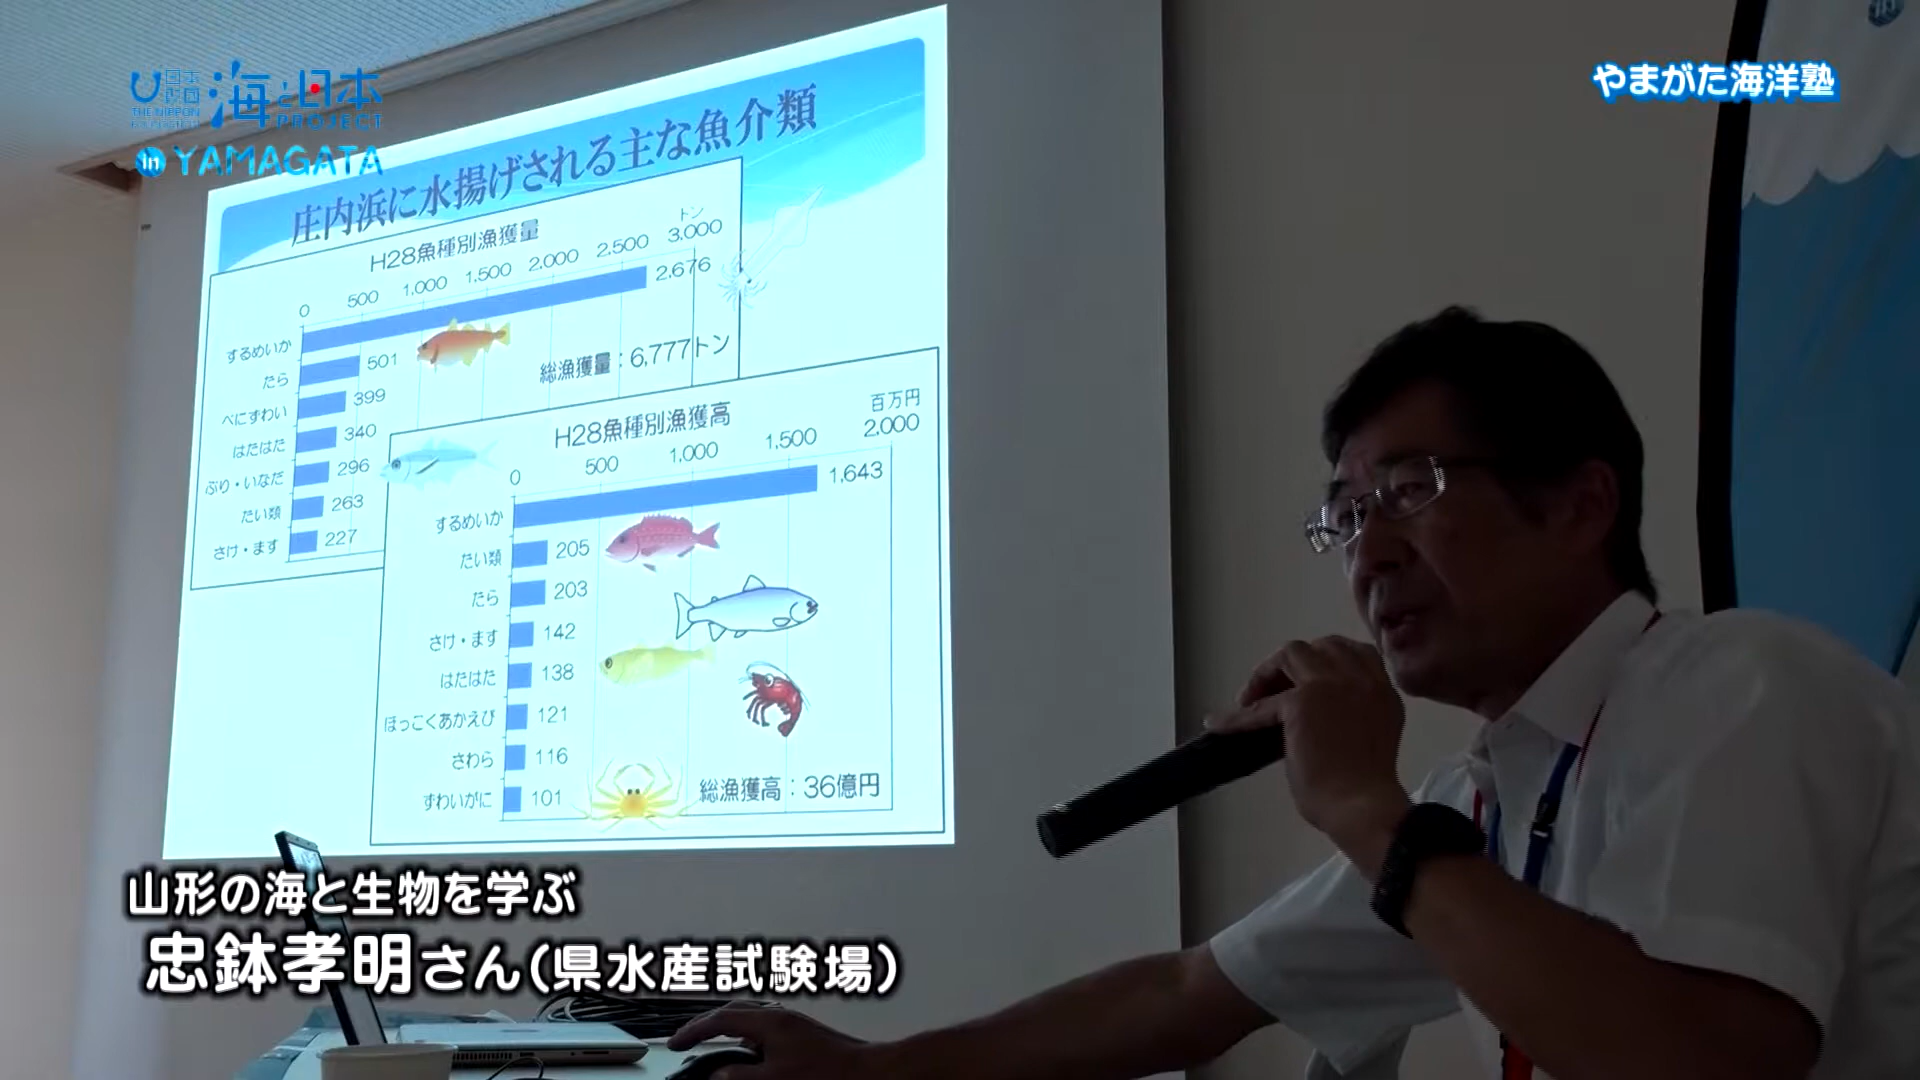 日本財団
THE NIPPON FOUNDATION
海と日本
PROJECT
in YAMAGATA
やまがた海洋塾
庄内浜に水揚げされる主な魚介類
H28魚種別漁獲量
トン
0 500 1,000 1,500 2,000 2,500 3,000
するめいか 2,676
たら 501
べにずわい 399
はたはた 340
ぶり・いなだ 296
たい類 263
さけ・ます 227
総漁獲量：6,777トン
H28魚種別漁獲高
百万円
0 500 1,000 1,500 2,000
するめいか 1,643
たい類 205
たら 203
さけ・ます 142
はたはた 138
ほっこくあかえび 121
さわら 116
ずわいがに 101
総漁獲高：36億円
山形の海と生物を学ぶ
忠鉢孝明さん(県水産試験場)